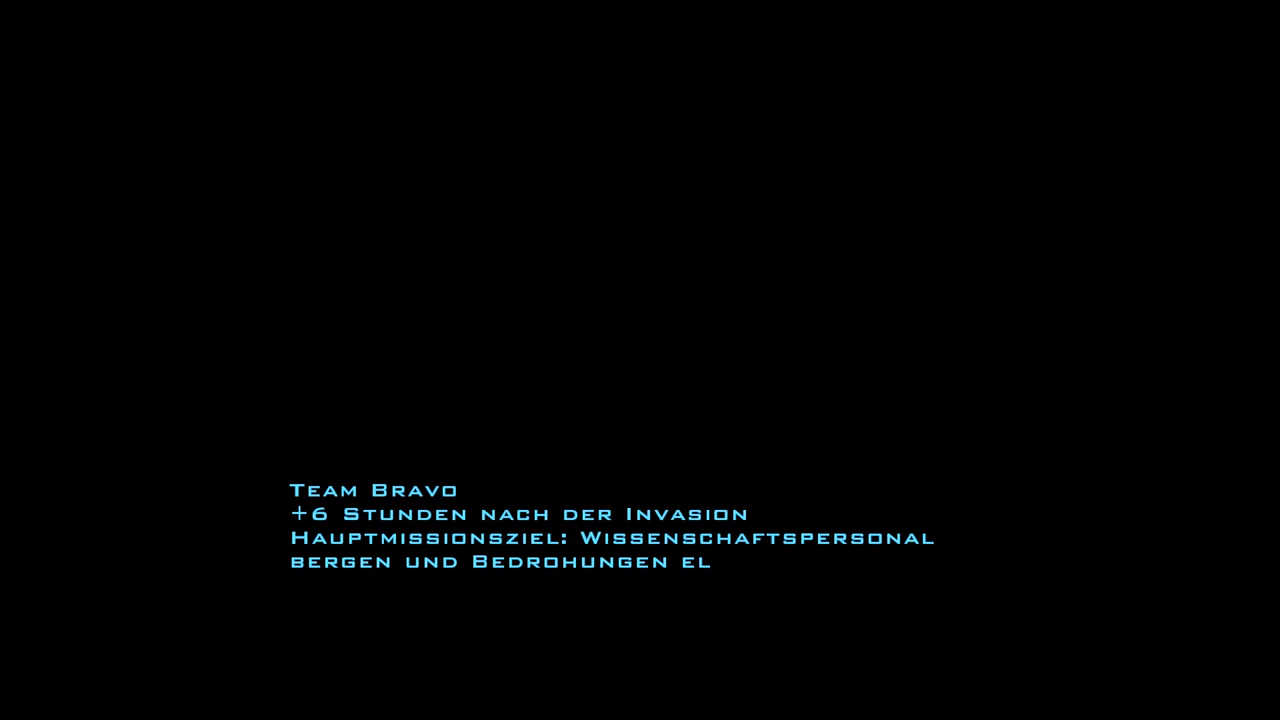 Team Bravo
+6 Stunden nach der Invasion
Hauptmissionsziel: Wissenschaftspersonal
bergen und Bedrohungen el